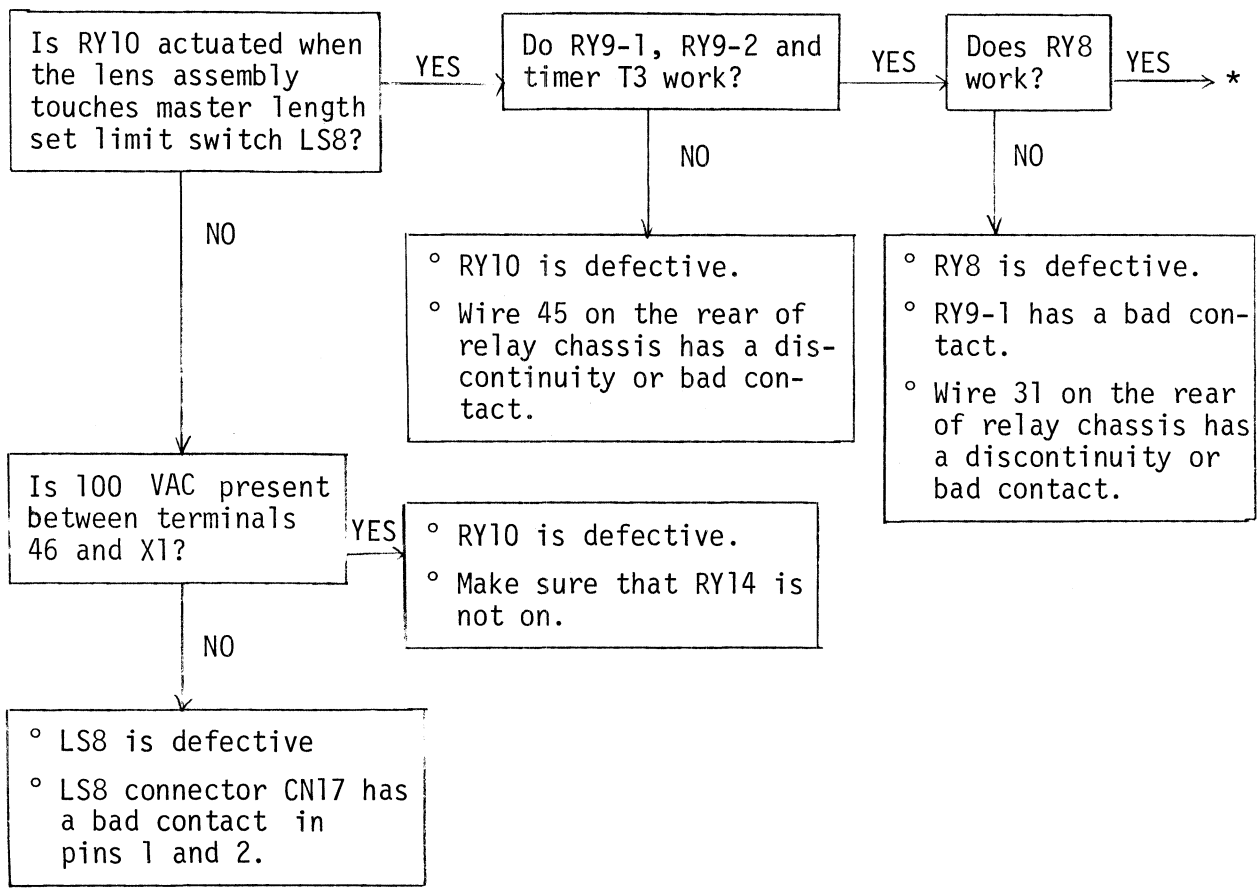 Is RY10 actuated when
the lens assembly
touches master length
set limit switch LS8?
YES
Do RY9-1, RY9-2 and
timer T3 work?
YES
Does RY8
work?
YES
*
NO
NO
NO
° RY10 is defective.
° Wire 45 on the rear of
relay chassis has a dis-
continuity or bad con-
tact.
° RY8 is defective.
° RY9-1 has a bad con-
tact.
° Wire 31 on the rear
of relay chassis has
a discontinuity or
bad contact.
Is 100 VAC present
between terminals
46 and X1?
YES
° RY10 is defective.
° Make sure that RY14 is
not on.
NO
° LS8 is defective
° LS8 connector CN17 has
a bad contact in
pins 1 and 2.